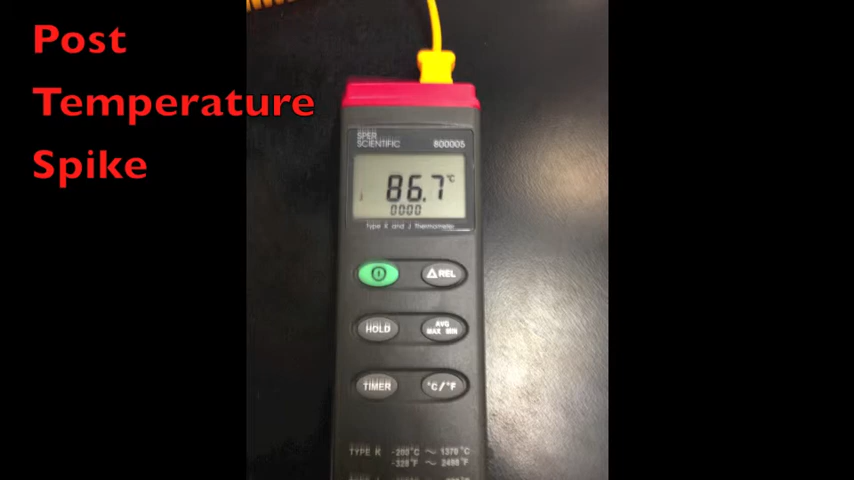 Post
Temperature
Spike
SPER
SCIENTIFIC 800005
86.7 °C
0000
Type K and J Thermometer
△ REL
HOLD
AVG
MAX MIN
TIMER
°C/°F
TYPE K -200°C ~ 1370°C
-328°F ~ 2498°F